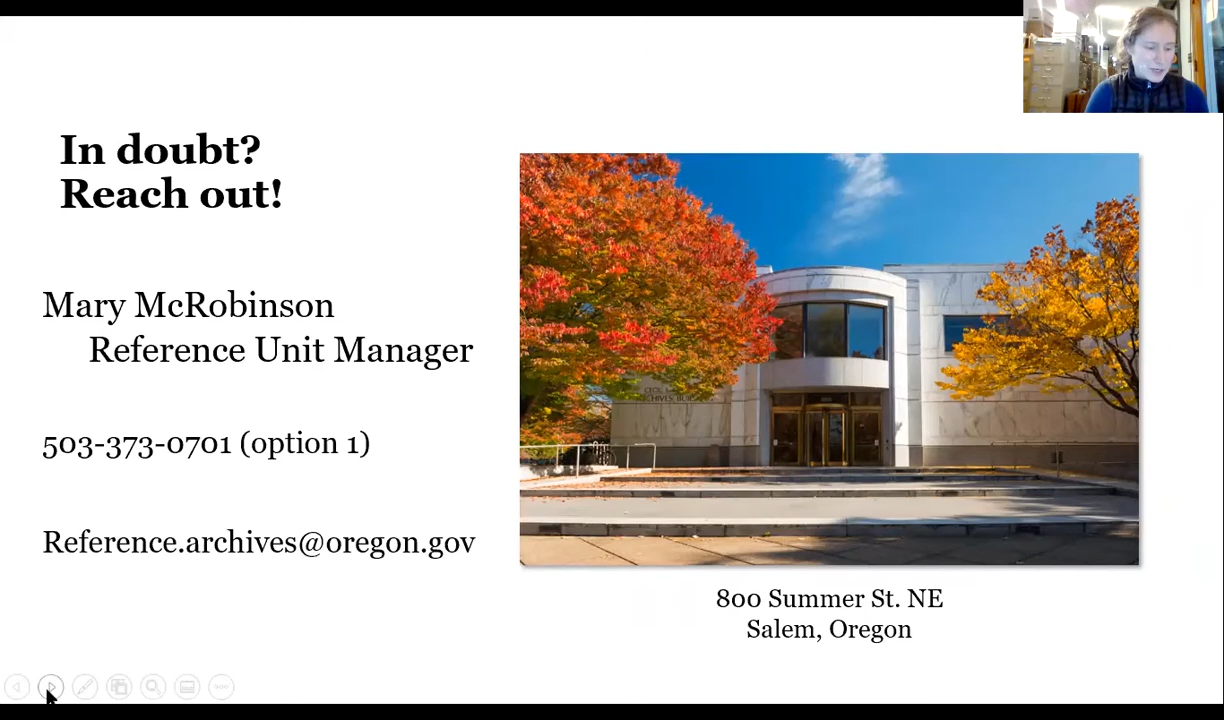 In doubt?
Reach out!
Mary McRobinson
Reference Unit Manager
503-373-0701 (option 1)
Reference.archives@oregon.gov
800 Summer St. NE
Salem, Oregon